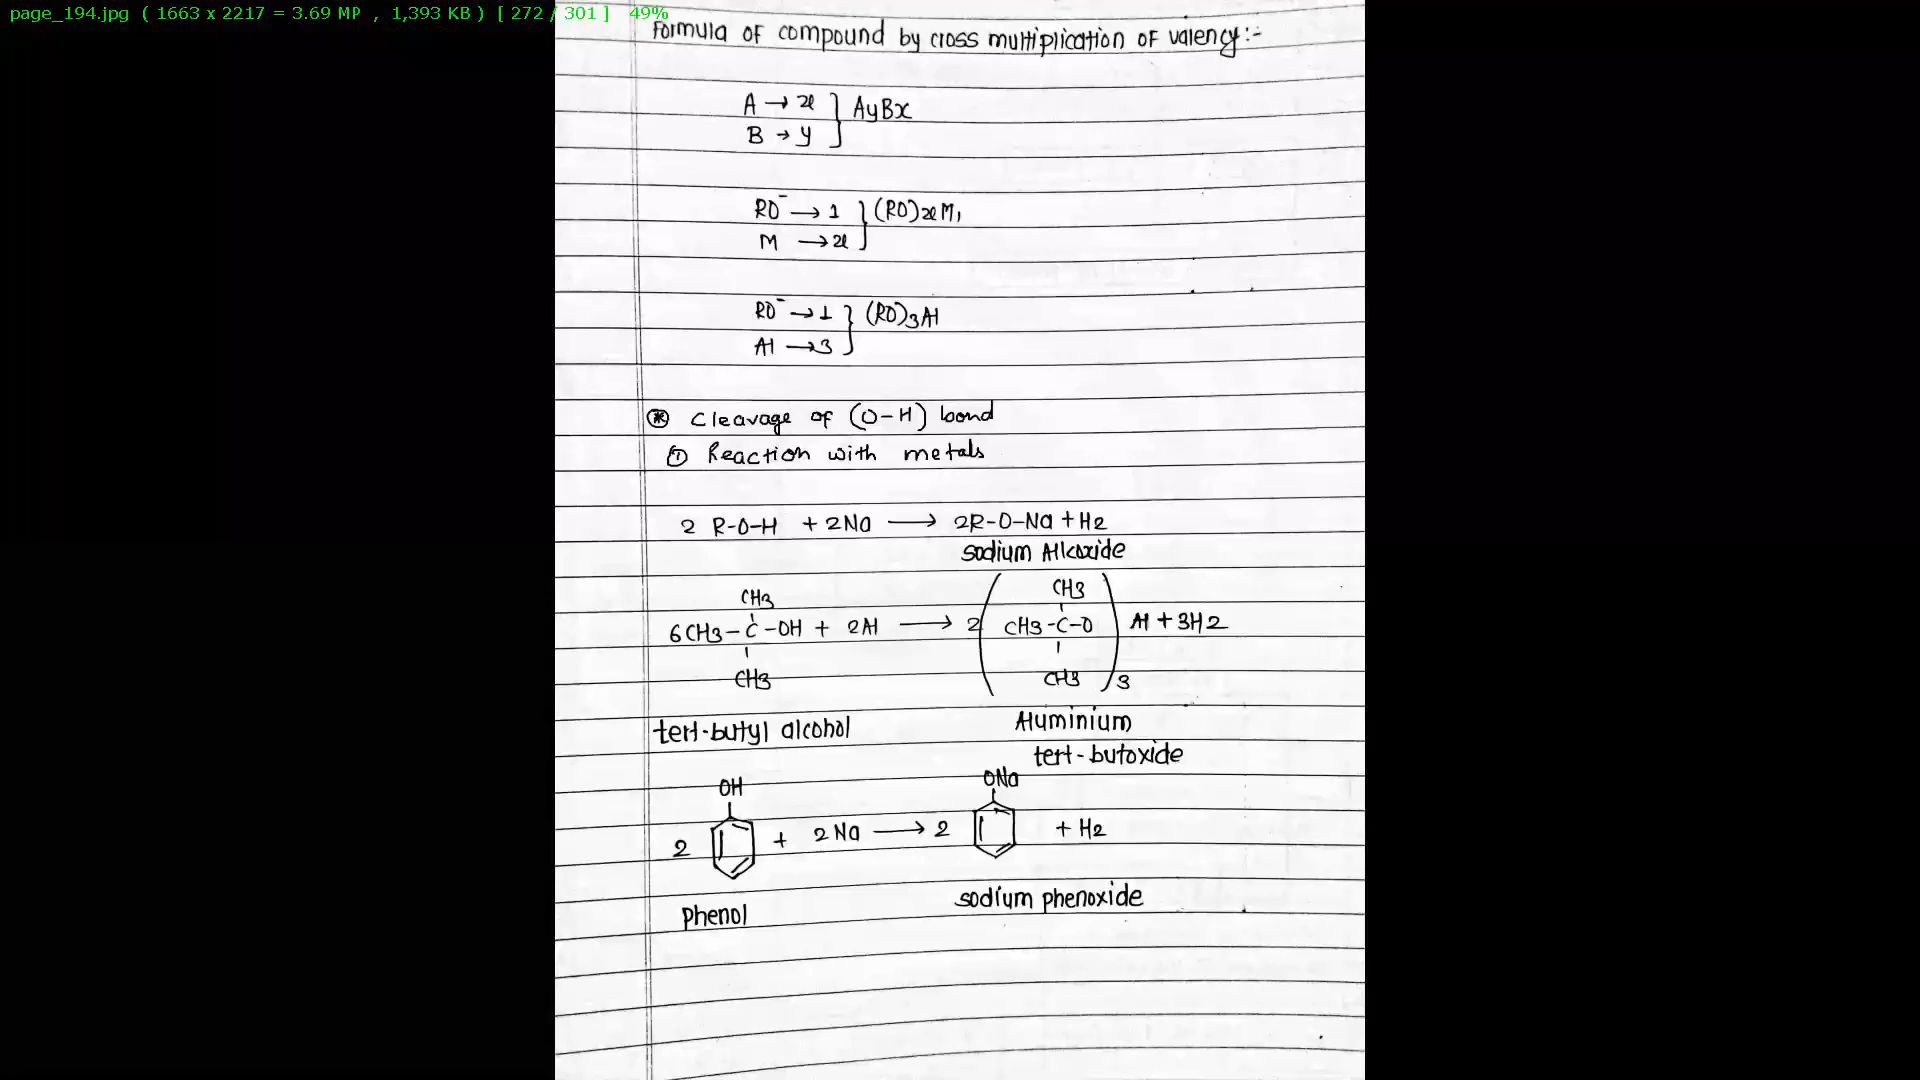 page_194.jpg ( 1663 x 2217 = 3.69 MP , 1,393 KB ) [ 272 / 301 ] 49%
Formula of compound by cross multiplication of valency:-
A → x } AyBx
B → y
RO⁻ → 1 } (RO)xM1
M → x
RO⁻ → 1 } (RO)3Al
Al → 3
* Cleavage of (O-H) bond
① Reaction with metals
2 R-O-H + 2Na → 2R-O-Na + H2
sodium Alkoxide
CH3 CH3
6CH3-C-OH + 2Al → 2 ( CH3-C-O ) Al + 3H2
CH3 CH3 3
tert-butyl alcohol Aluminium
tert-butoxide
OH ONa
2 + 2Na → 2 + H2
phenol sodium phenoxide